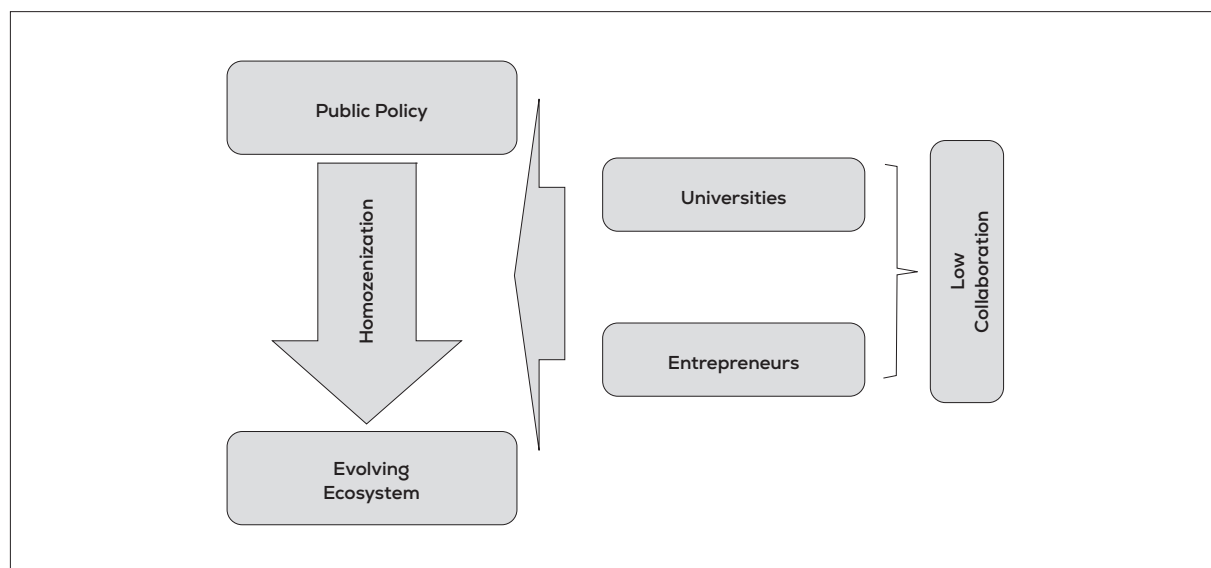 Public Policy
Homozenization
Evolving
Ecosystem
Universities
Entrepreneurs
Low
Collaboration